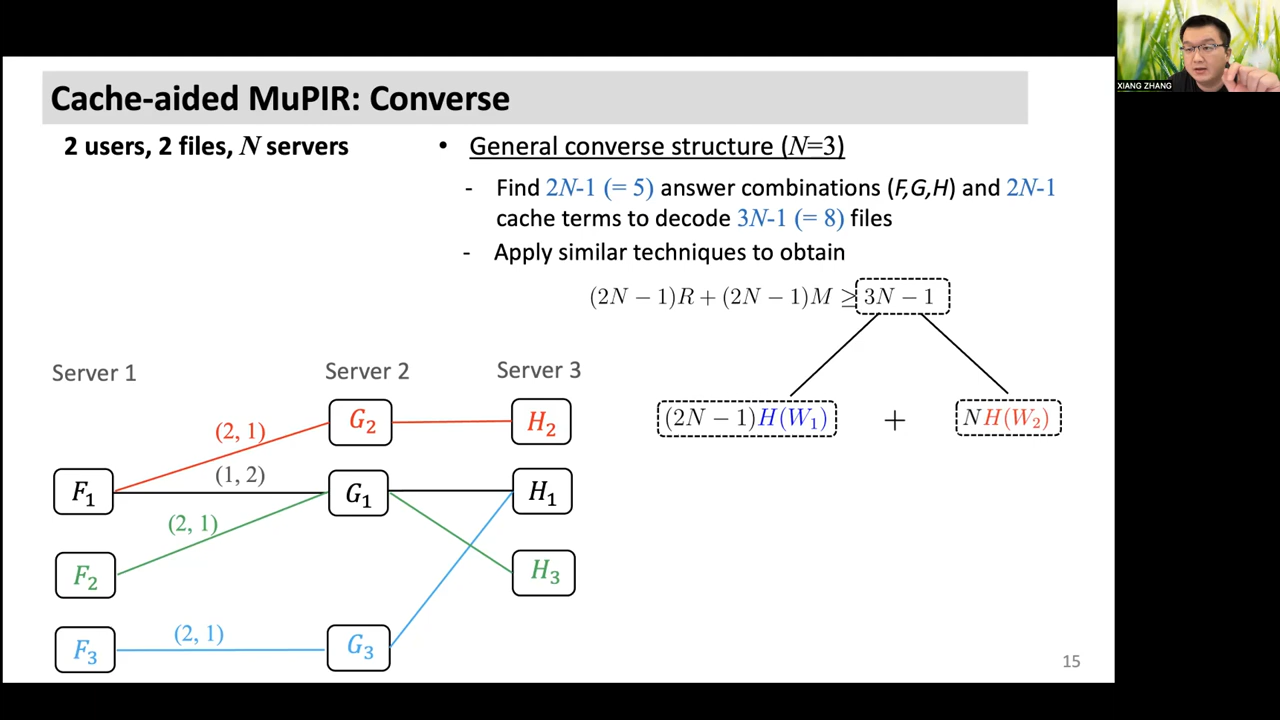 Cache-aided MuPIR: Converse
XIANG ZHANG
2 users, 2 files, N servers
• General converse structure (N=3)
- Find 2N-1 (= 5) answer combinations (F,G,H) and 2N-1
cache terms to decode 3N-1 (= 8) files
- Apply similar techniques to obtain
(2N − 1)R + (2N − 1)M ≥ 3N − 1
(2N − 1)H(W₁) + NH(W₂)
Server 1 Server 2 Server 3
G₂ H₂
(2, 1)
(1, 2)
F₁ G₁ H₁
(2, 1)
F₂ H₃
(2, 1)
F₃ G₃
15